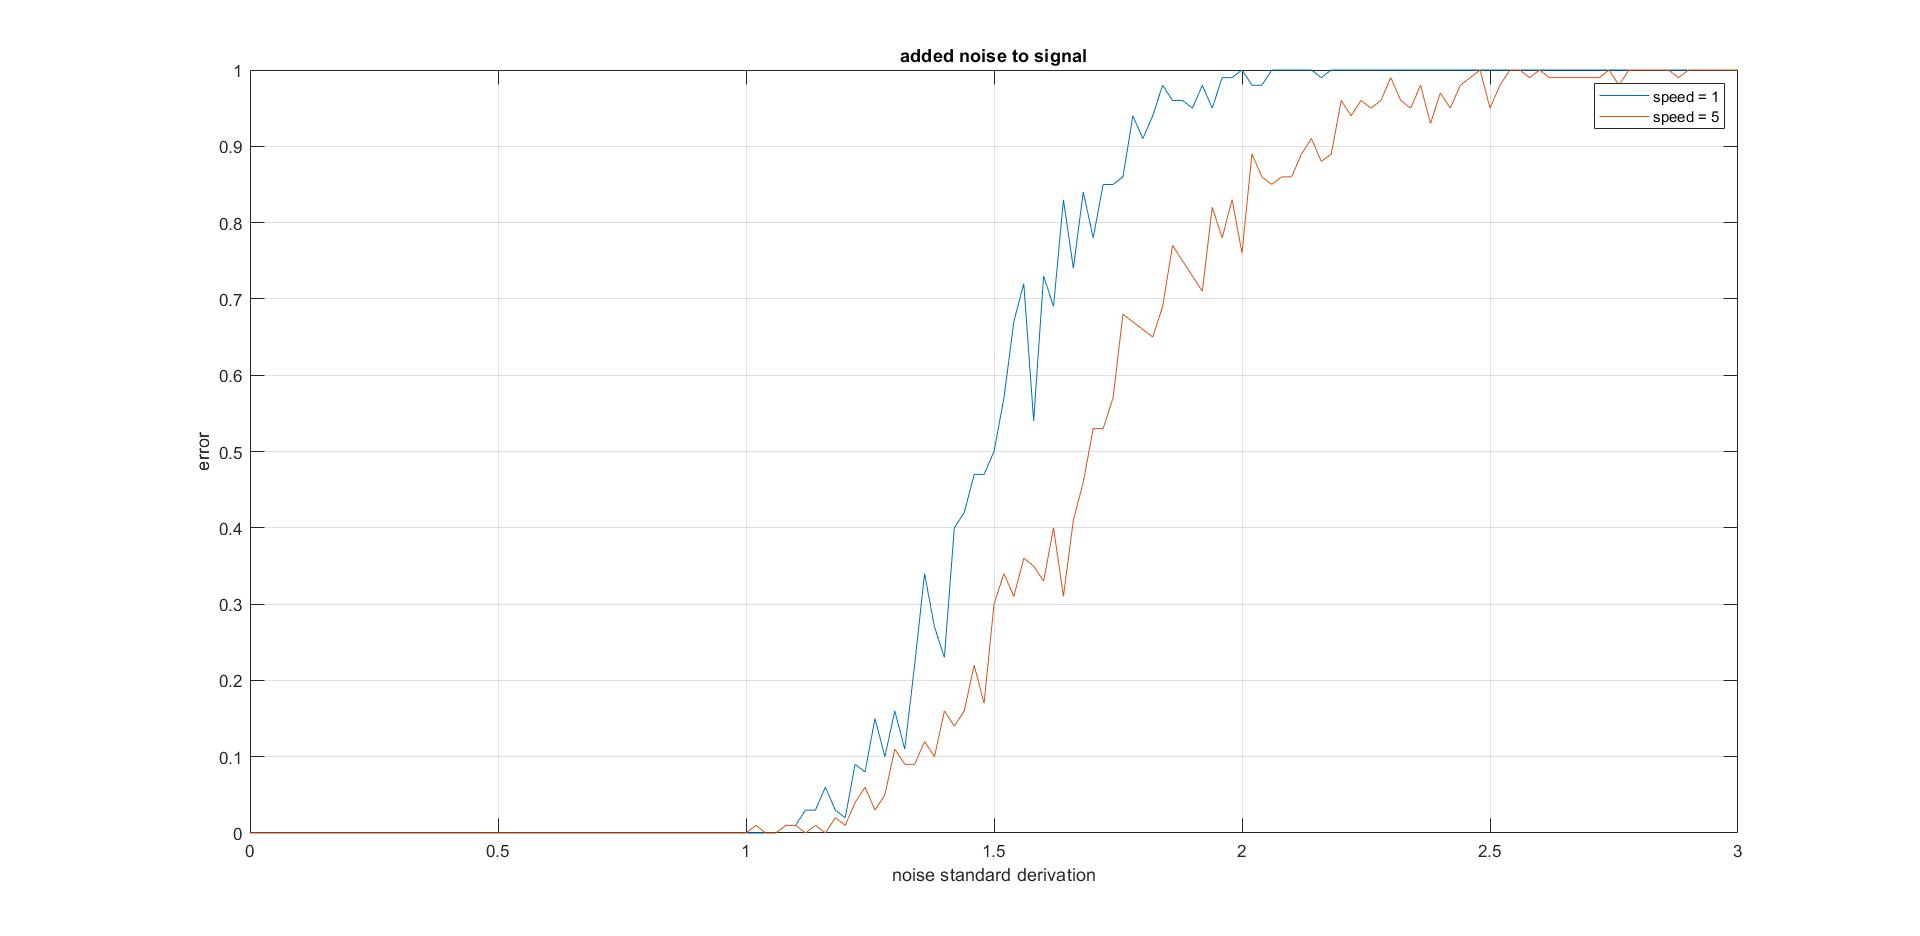 added noise to signal
1
0.9
0.8
0.7
0.6
0.5
0.4
0.3
0.2
0.1
0
error
speed = 1
speed = 5
0 0.5 1 1.5 2 2.5 3
noise standard derivation